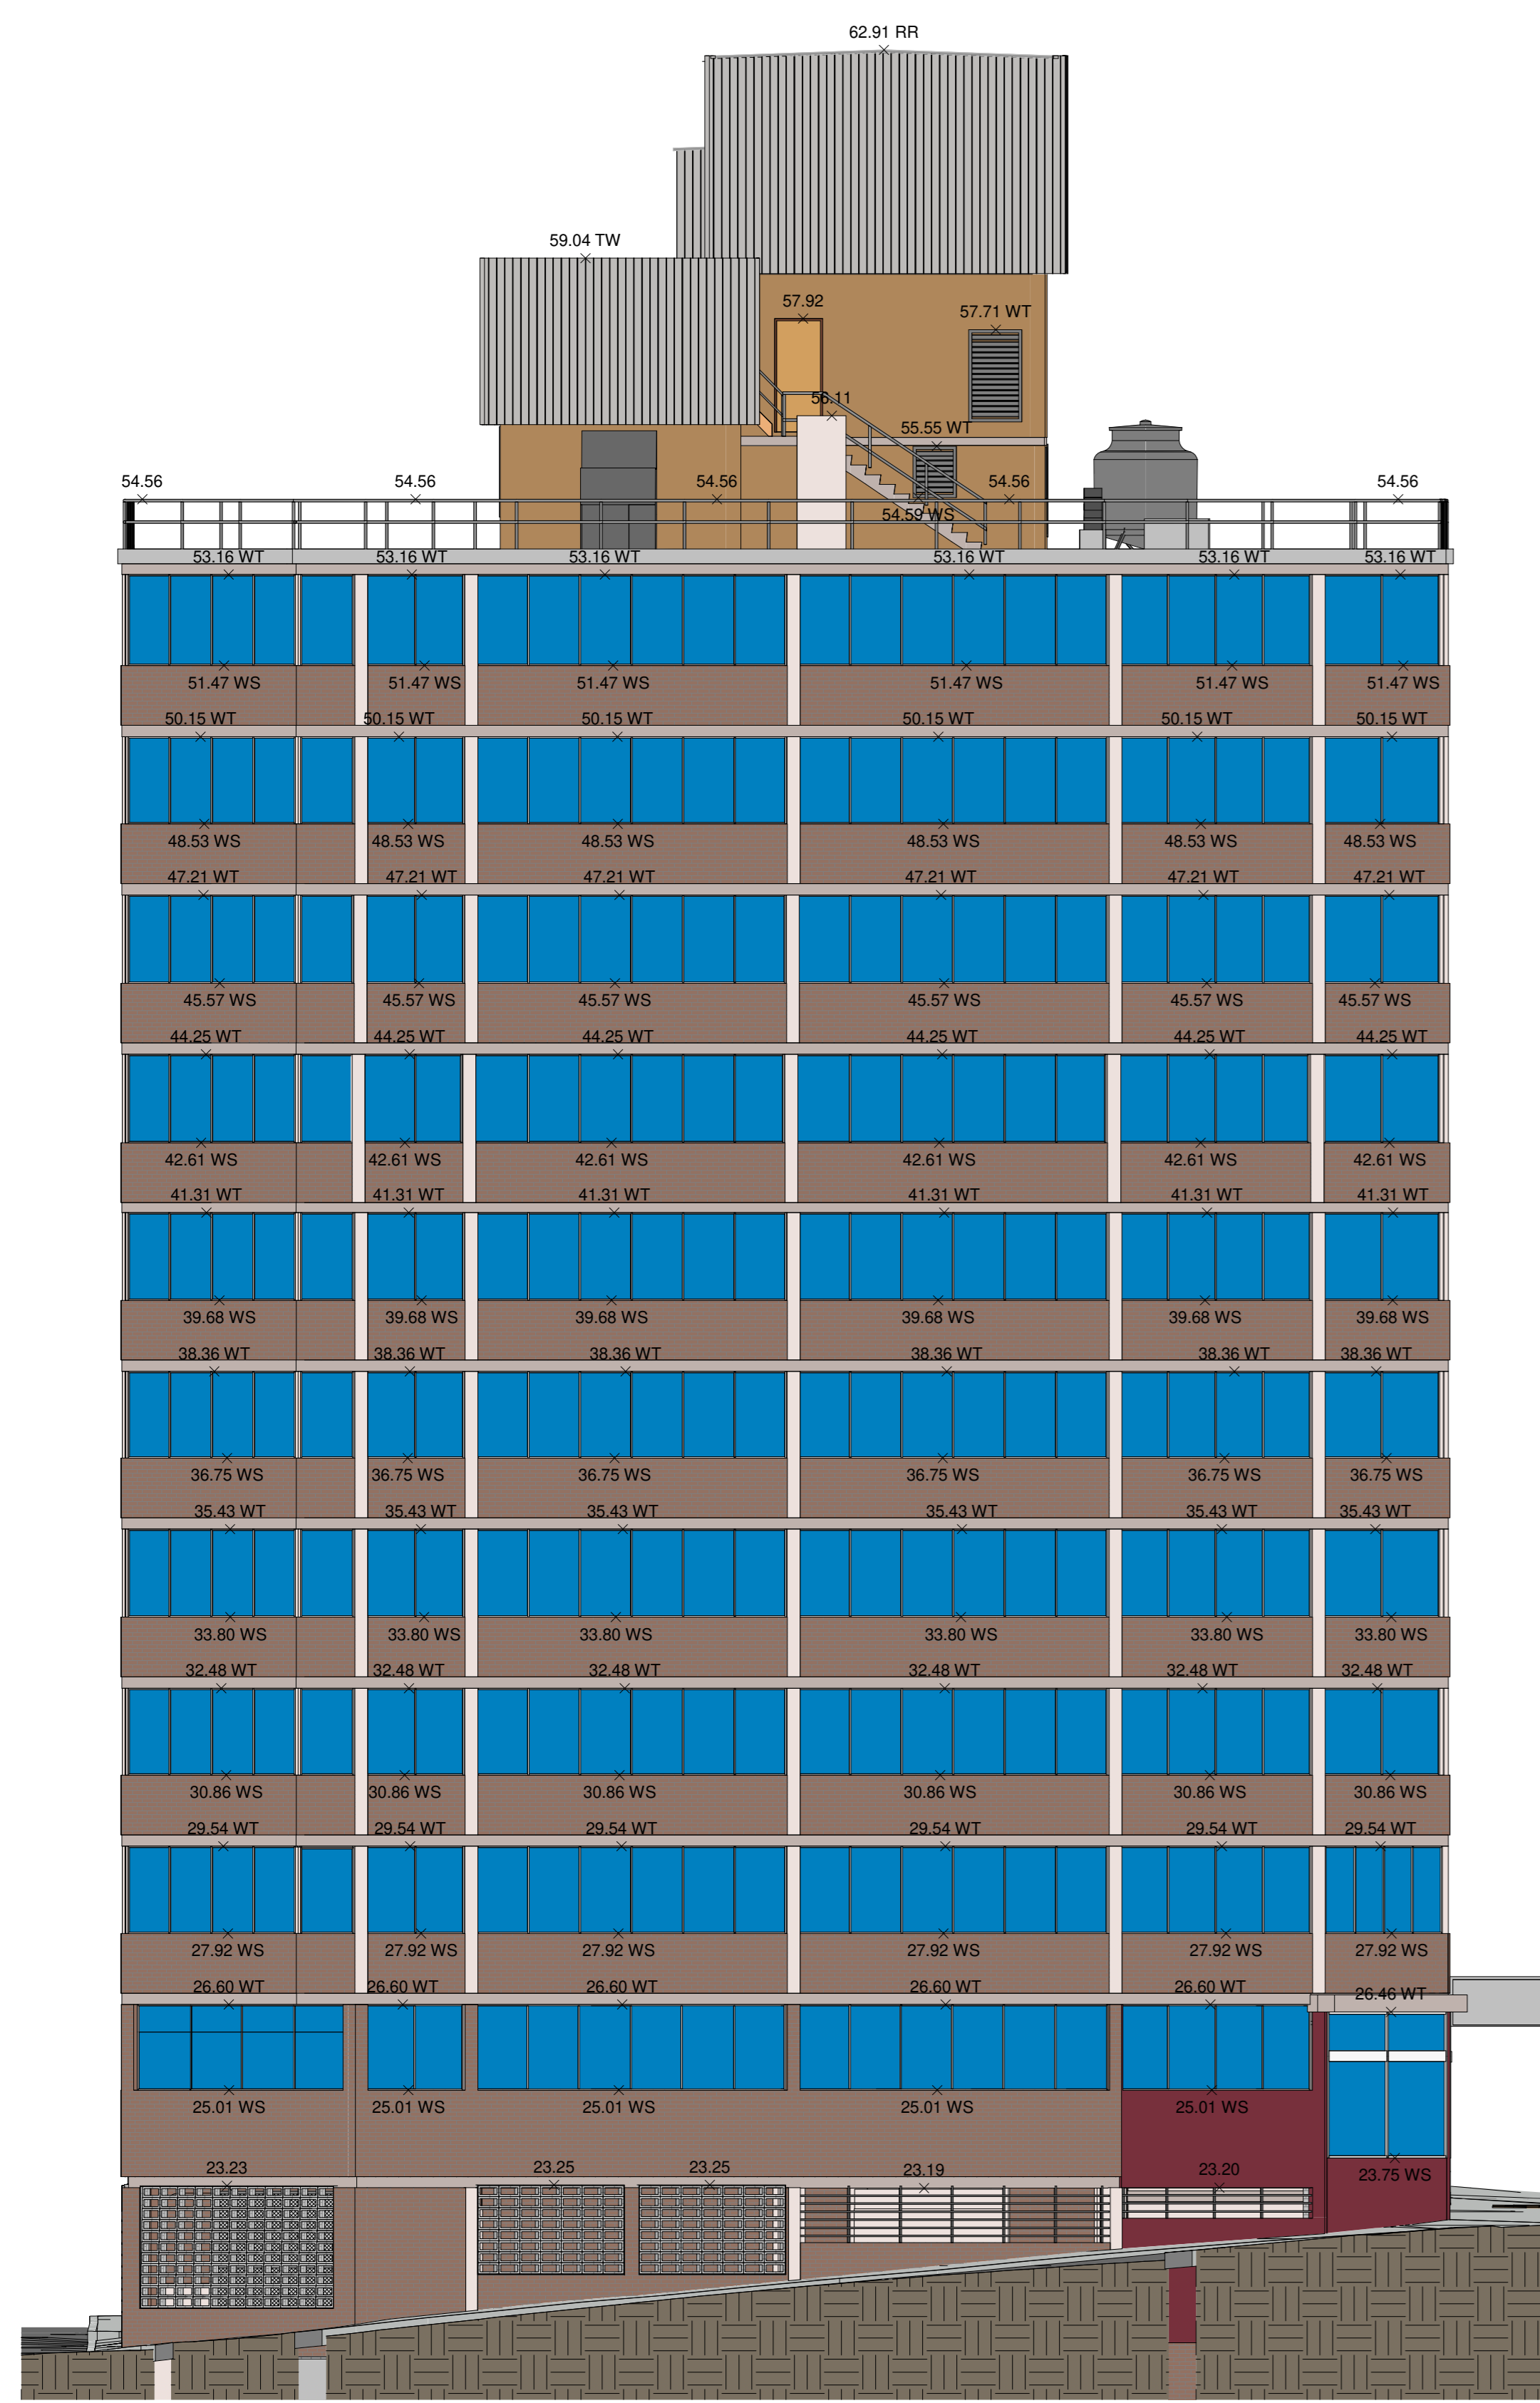 62.91 RR
59.04 TW
57.92
57.71 WT
56.11
55.55 WT
54.56 54.56 54.56 54.56 54.56
54.59 WS
53.16 WT 53.16 WT 53.16 WT 53.16 WT 53.16 WT 53.16 WT
51.47 WS 51.47 WS 51.47 WS 51.47 WS 51.47 WS 51.47 WS
50.15 WT 50.15 WT 50.15 WT 50.15 WT 50.15 WT 50.15 WT
48.53 WS 48.53 WS 48.53 WS 48.53 WS 48.53 WS 48.53 WS
47.21 WT 47.21 WT 47.21 WT 47.21 WT 47.21 WT 47.21 WT
45.57 WS 45.57 WS 45.57 WS 45.57 WS 45.57 WS 45.57 WS
44.25 WT 44.25 WT 44.25 WT 44.25 WT 44.25 WT 44.25 WT
42.61 WS 42.61 WS 42.61 WS 42.61 WS 42.61 WS 42.61 WS
41.31 WT 41.31 WT 41.31 WT 41.31 WT 41.31 WT 41.31 WT
39.68 WS 39.68 WS 39.68 WS 39.68 WS 39.68 WS 39.68 WS
38.36 WT 38.36 WT 38.36 WT 38.36 WT 38.36 WT 38.36 WT
36.75 WS 36.75 WS 36.75 WS 36.75 WS 36.75 WS 36.75 WS
35.43 WT 35.43 WT 35.43 WT 35.43 WT 35.43 WT 35.43 WT
33.80 WS 33.80 WS 33.80 WS 33.80 WS 33.80 WS 33.80 WS
32.48 WT 32.48 WT 32.48 WT 32.48 WT 32.48 WT 32.48 WT
30.86 WS 30.86 WS 30.86 WS 30.86 WS 30.86 WS 30.86 WS
29.54 WT 29.54 WT 29.54 WT 29.54 WT 29.54 WT 29.54 WT
27.92 WS 27.92 WS 27.92 WS 27.92 WS 27.92 WS 27.92 WS
26.60 WT 26.60 WT 26.60 WT 26.60 WT 26.60 WT 26.46 WT
25.01 WS 25.01 WS 25.01 WS 25.01 WS 25.01 WS
23.23 23.25 23.25 23.19 23.20 23.75 WS